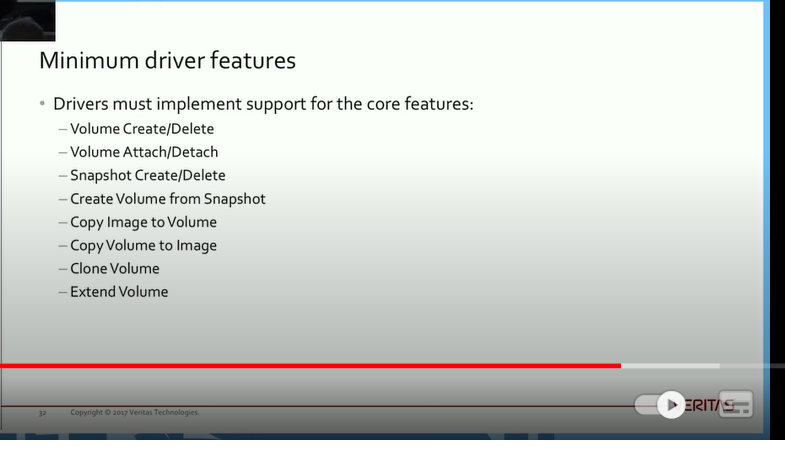 Minimum driver features
• Drivers must implement support for the core features:
– Volume Create/Delete
– Volume Attach/Detach
– Snapshot Create/Delete
– Create Volume from Snapshot
– Copy Image to Volume
– Copy Volume to Image
– Clone Volume
– Extend Volume
32 Copyright © 2017 Veritas Technologies.